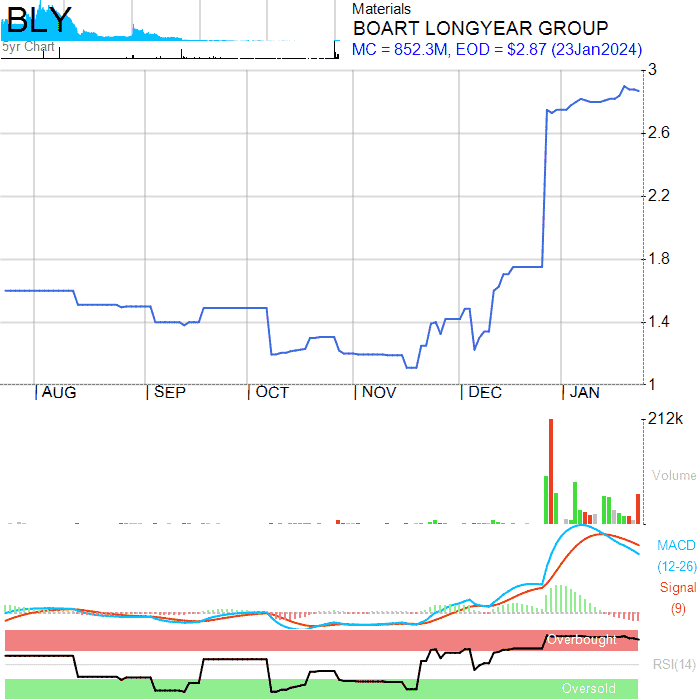 BLY
5yr Chart
Materials
BOART LONGYEAR GROUP
MC = 852.3M, EOD = $2.87 (23Jan2024)
3
2.6
2.2
1.8
1.4
1
AUG SEP OCT NOV DEC JAN
212k
Volume
MACD
(12-26)
Signal
(9)
Overbought
RSI(14)
Oversold